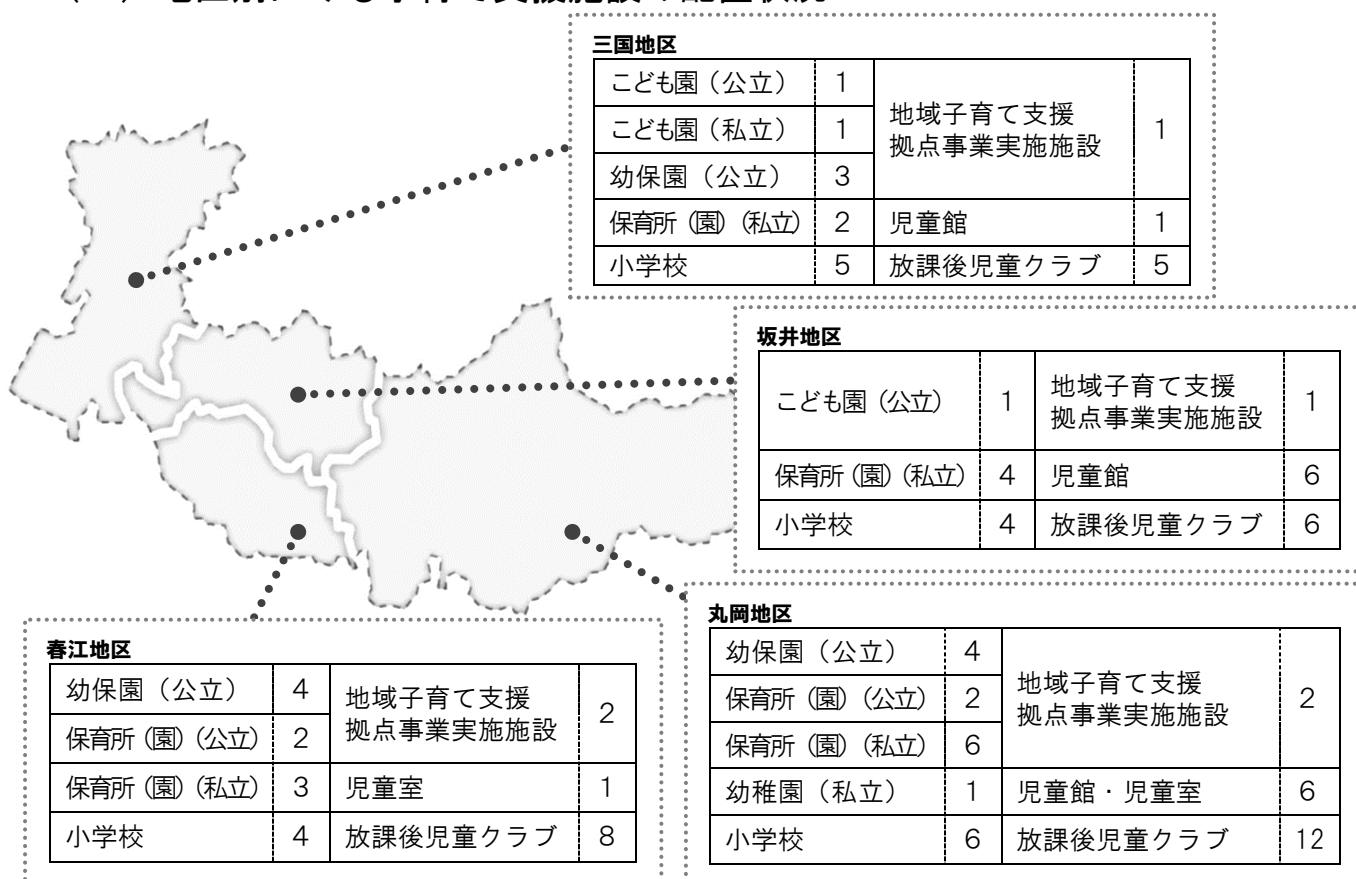 三国地区
こども園（公立） 1
こども園（私立） 1
幼保園（公立） 3
保育所（園）（私立） 2
小学校 5
地域子育て支援
拠点事業実施施設 1
児童館 1
放課後児童クラブ 5
坂井地区
こども園（公立） 1
保育所（園）（私立） 4
小学校 4
地域子育て支援
拠点事業実施施設 1
児童館 6
放課後児童クラブ 6
春江地区
幼保園（公立） 4
保育所（園）（公立） 2
保育所（園）（私立） 3
小学校 4
地域子育て支援
拠点事業実施施設 2
児童室 1
放課後児童クラブ 8
丸岡地区
幼保園（公立） 4
保育所（園）（公立） 2
保育所（園）（私立） 6
幼稚園（私立） 1
小学校 6
地域子育て支援
拠点事業実施施設 2
児童館・児童室 6
放課後児童クラブ 12